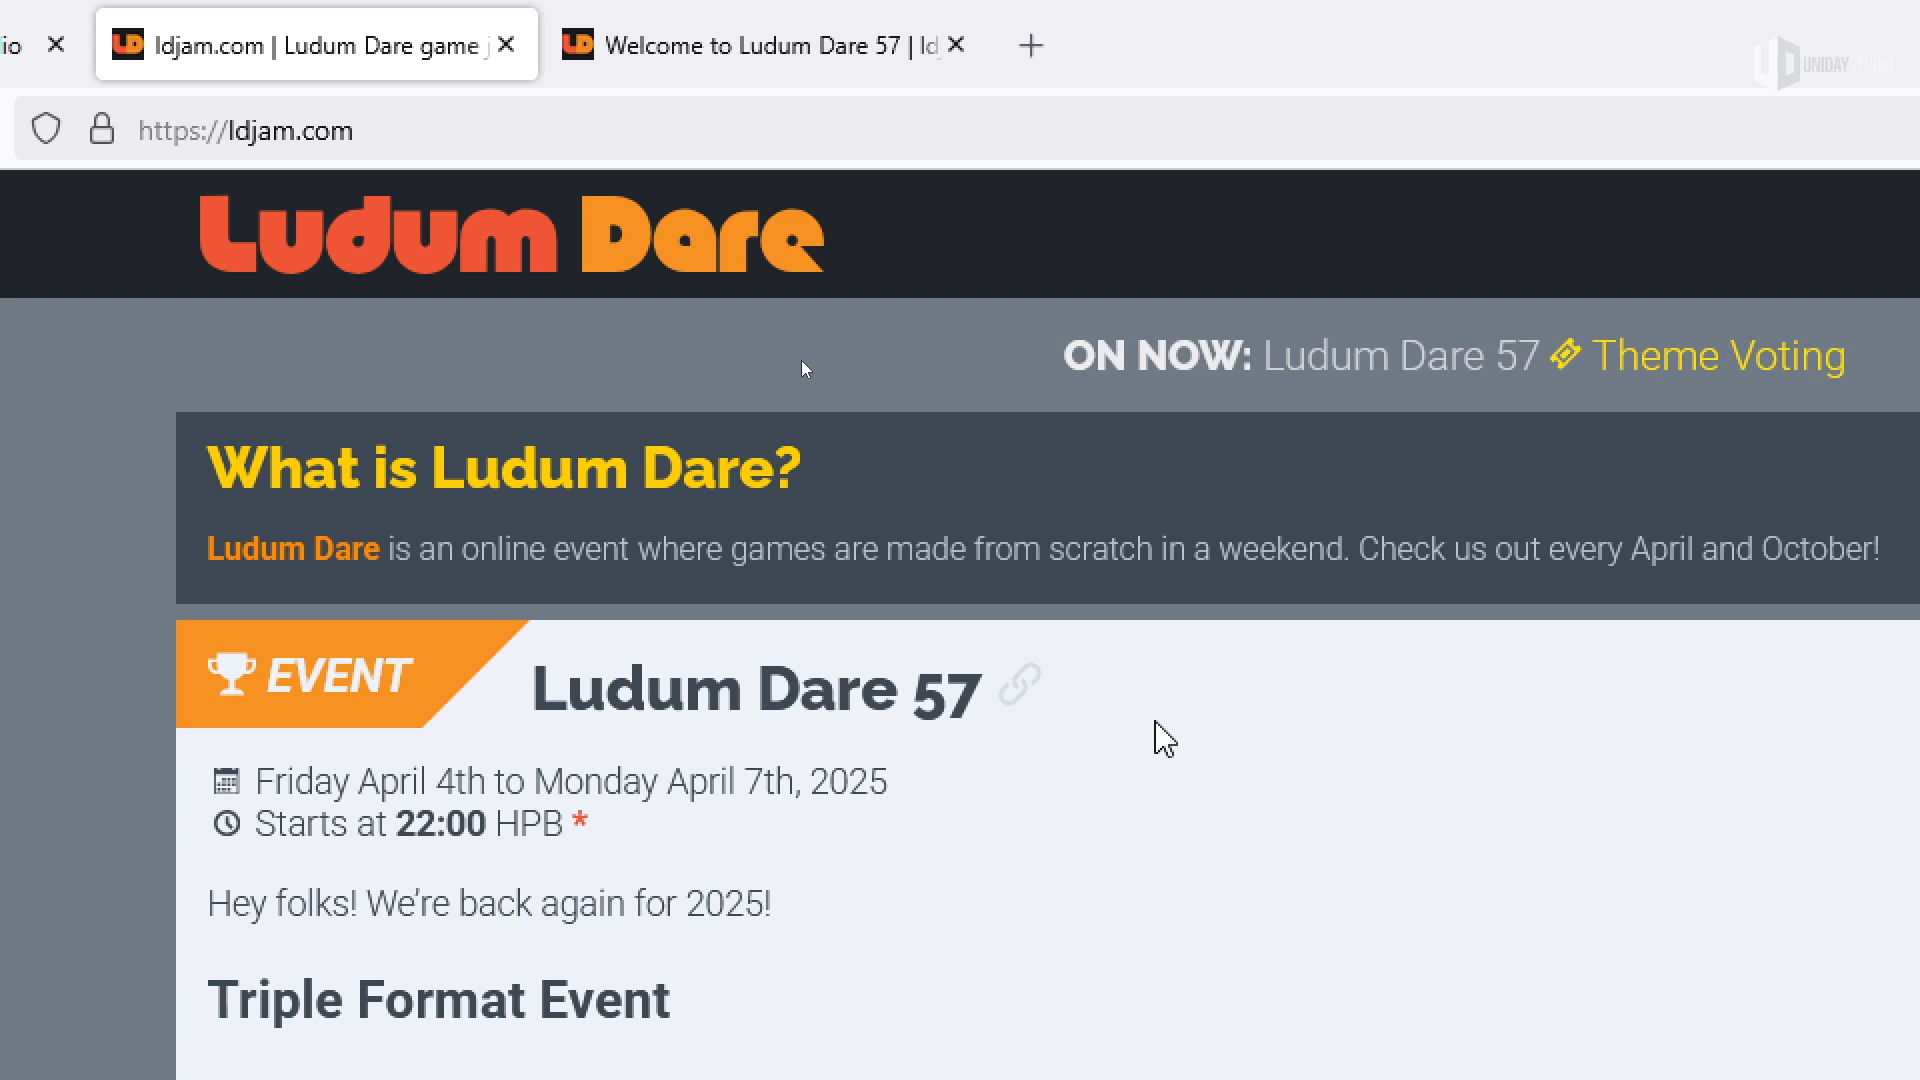 io
ldjam.com | Ludum Dare game j
Welcome to Ludum Dare 57 | ldj
UNIDAY STUDIO
https://ldjam.com
Ludum Dare
ON NOW: Ludum Dare 57 Theme Voting
What is Ludum Dare?
Ludum Dare is an online event where games are made from scratch in a weekend. Check us out every April and October!
EVENT
Ludum Dare 57
Friday April 4th to Monday April 7th, 2025
Starts at 22:00 HPB *
Hey folks! We’re back again for 2025!
Triple Format Event